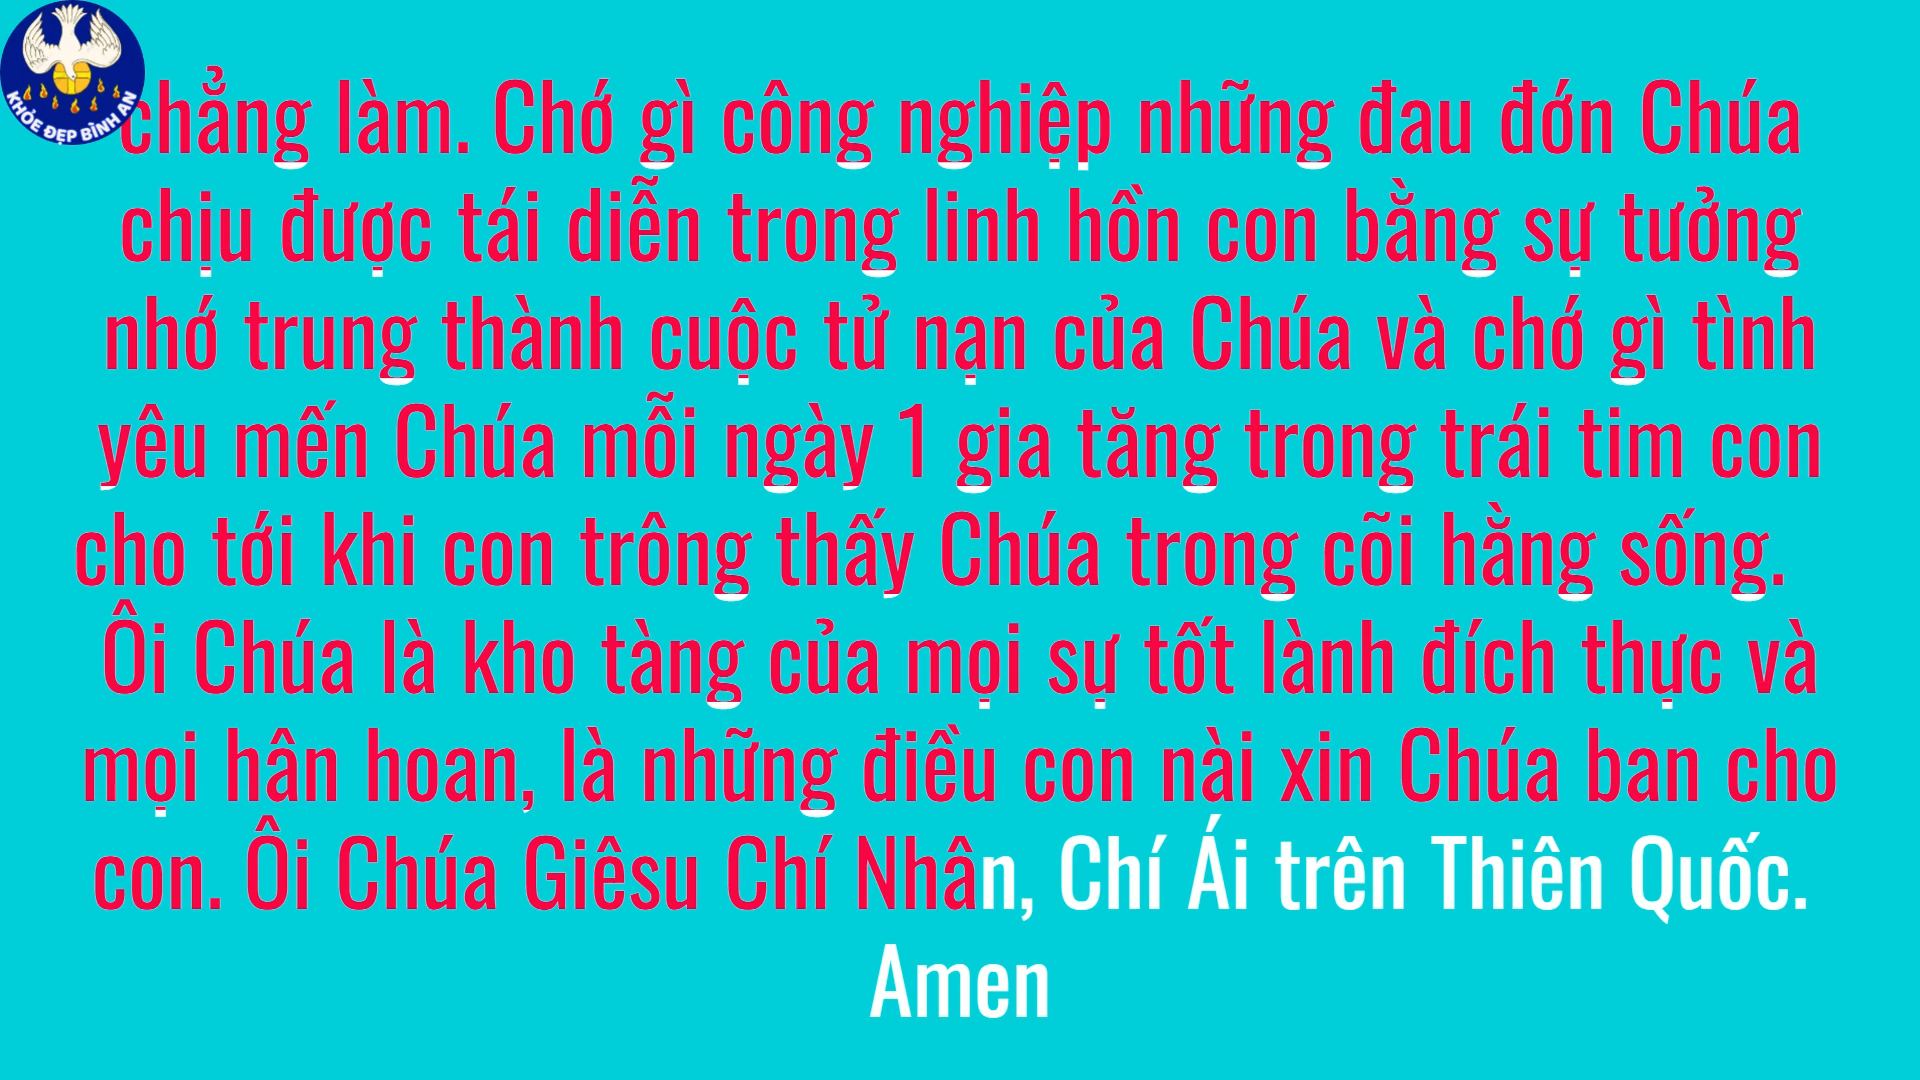 KHỎE ĐẸP BÌNH AN
chẳng làm. Chớ gì công nghiệp những đau đớn Chúa
chịu được tái diễn trong linh hồn con bằng sự tưởng
nhớ trung thành cuộc tử nạn của Chúa và chớ gì tình
yêu mến Chúa mỗi ngày 1 gia tăng trong trái tim con
cho tới khi con trông thấy Chúa trong cõi hằng sống.
Ôi Chúa là kho tàng của mọi sự tốt lành đích thực và
mọi hân hoan, là những điều con nài xin Chúa ban cho
con. Ôi Chúa Giêsu Chí Nhân, Chí Ái trên Thiên Quốc.
Amen